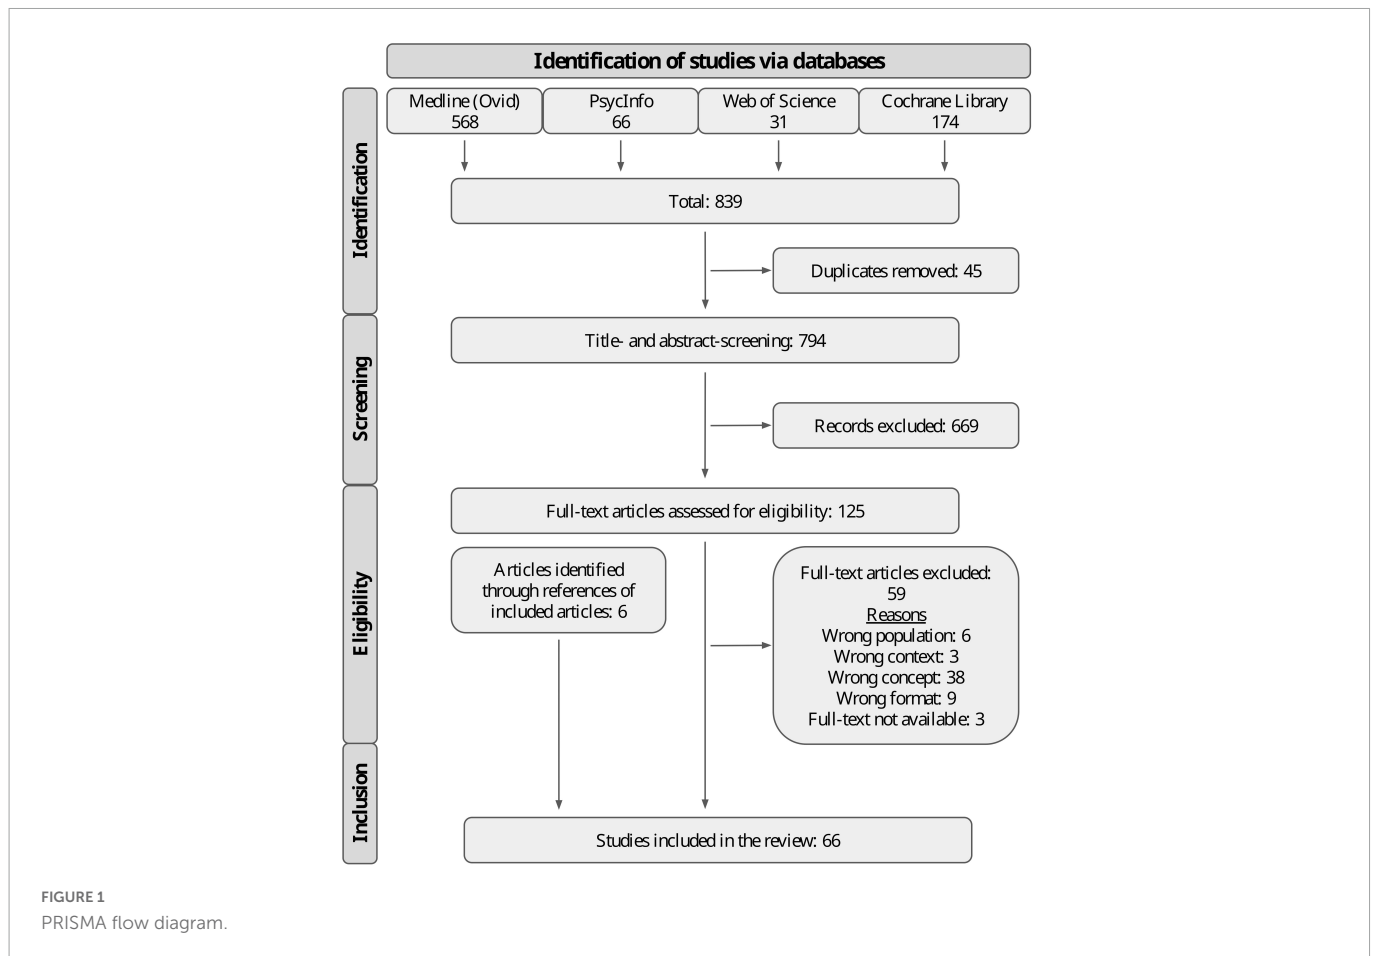 Identification of studies via databases
Medline (Ovid)
568
PsycInfo
66
Web of Science
31
Cochrane Library
174
Identification
Total: 839
Duplicates removed: 45
Screening
Title- and abstract-screening: 794
Records excluded: 669
Eligibility
Full-text articles assessed for eligibility: 125
Articles identified
through references of
included articles: 6
Full-text articles excluded:
59
Reasons
Wrong population: 6
Wrong context: 3
Wrong concept: 38
Wrong format: 9
Full-text not available: 3
Inclusion
Studies included in the review: 66
FIGURE 1
PRISMA flow diagram.